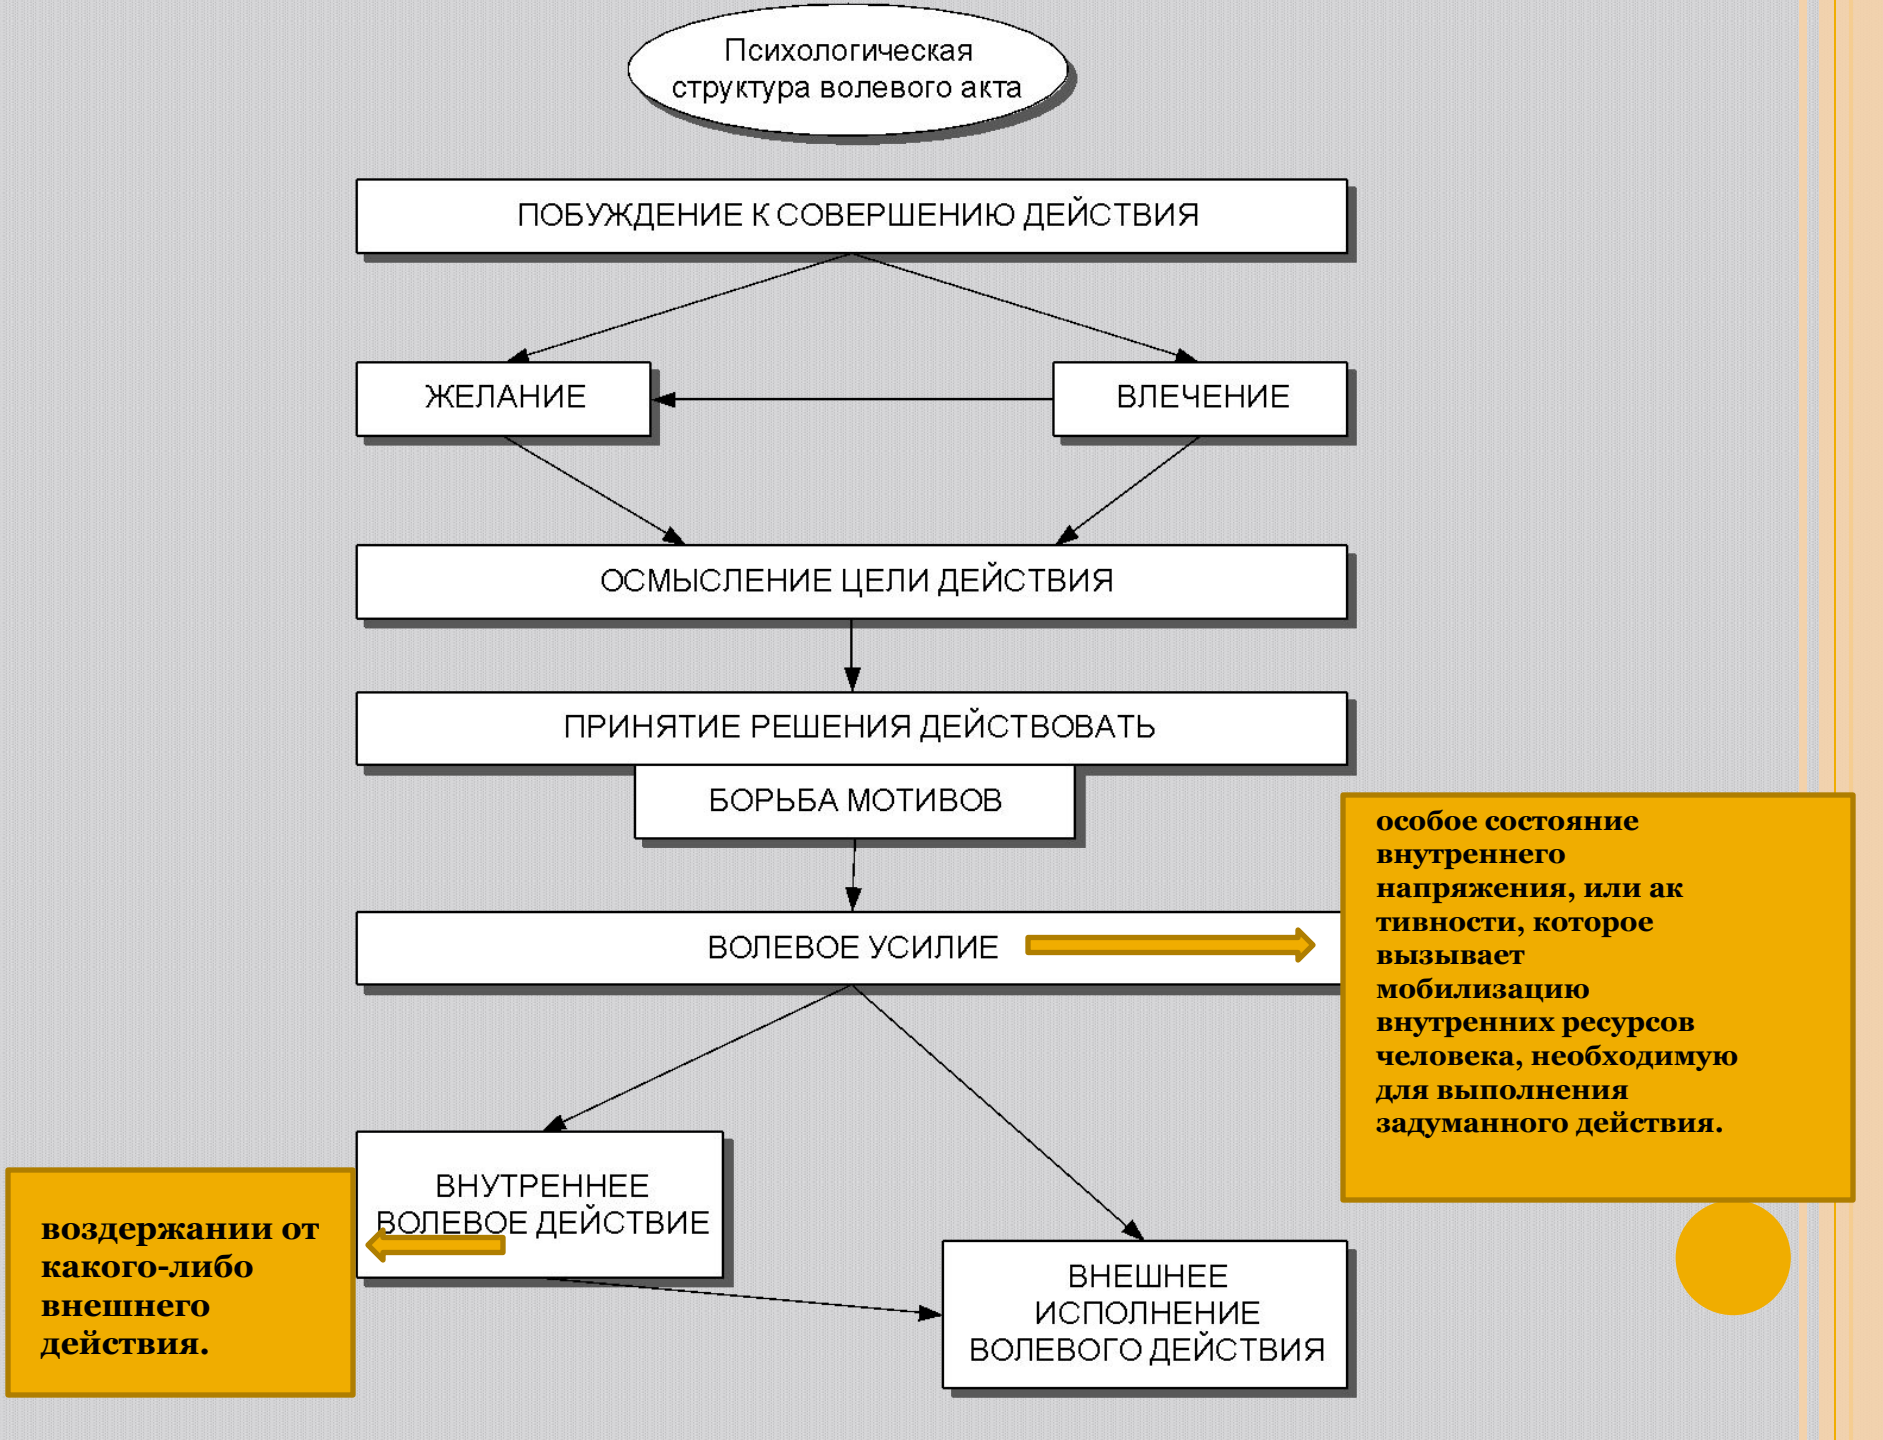 Психологическая
структура волевого акта
ПОБУЖДЕНИЕ К СОВЕРШЕНИЮ ДЕЙСТВИЯ
ЖЕЛАНИЕ
ВЛЕЧЕНИЕ
ОСМЫСЛЕНИЕ ЦЕЛИ ДЕЙСТВИЯ
ПРИНЯТИЕ РЕШЕНИЯ ДЕЙСТВОВАТЬ
БОРЬБА МОТИВОВ
ВОЛЕВОЕ УСИЛИЕ
особое состояние
внутреннего
напряжения, или ак
тивности, которое
вызывает
мобилизацию
внутренних ресурсов
человека, необходимую
для выполнения
задуманного действия.
ВНУТРЕННЕЕ
ВОЛЕВОЕ ДЕЙСТВИЕ
воздержании от
какого-либо
внешнего
действия.
ВНЕШНЕЕ
ИСПОЛНЕНИЕ
ВОЛЕВОГО ДЕЙСТВИЯ